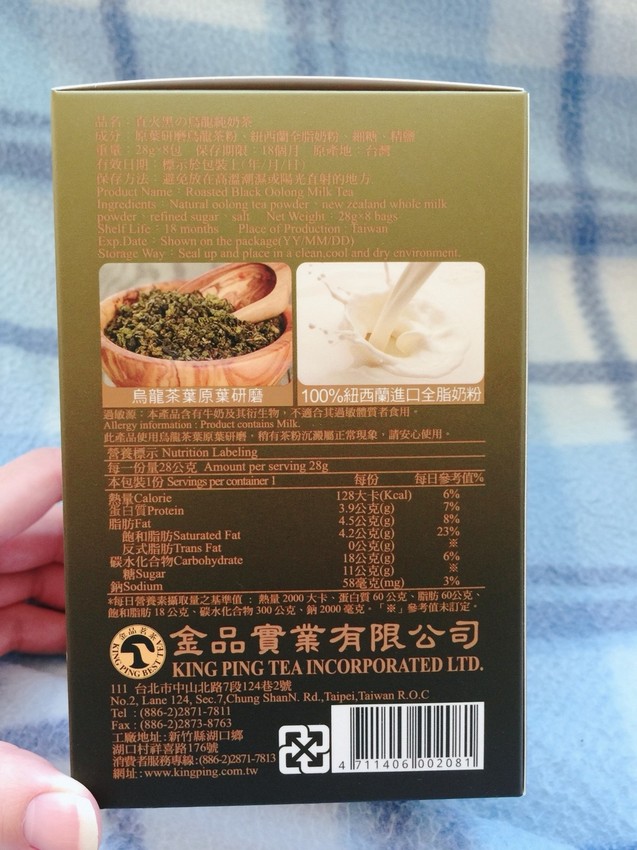 品名：直火黑の烏龍純奶茶
成分：原葉研磨烏龍茶粉、紐西蘭全脂奶粉、細糖、精鹽
重量：28g×8包 保存期限：18個月 原產地：台灣
有效日期：標示於包裝上(年/月/日)
保存方法：避免放在高溫潮濕或陽光直射的地方.
Product Name：Roasted Black Oolong Milk Tea
Ingredients：Natural oolong tea powder、new zealand whole milk
powder、refined sugar、salt Net Weight：28g×8 bags
Shelf Life：18 months Place of Production：Taiwan
Exp.Date：Shown on the package(YY/MM/DD)
Storage Way：Seal up and place in a clean,cool and dry environment.
烏龍茶葉原葉研磨
100%紐西蘭進口全脂奶粉
過敏源：本產品含有牛奶及其衍生物，不適合其過敏體質者食用。
Allergy information：Product contains Milk.
此產品使用烏龍茶葉原葉研磨，稍有茶粉沉澱屬正常現象，請安心使用。
營養標示 Nutrition Labeling
每一份量28公克 Amount per serving 28g
本包裝1份 Servings per container 1 每份 每日參考值%
熱量Calorie 128大卡(Kcal) 6%
蛋白質Protein 3.9公克(g) 7%
脂肪Fat 4.5公克(g) 8%
飽和脂肪Saturated Fat 4.2公克(g) 23%
反式脂肪Trans Fat 0公克(g) ※
碳水化合物Carbohydrate 18公克(g) 6%
糖Sugar 11公克(g) ※
鈉Sodium 58毫克(mg) 3%
*每日營養素攝取量之基準值：熱量 2000 大卡、蛋白質 60 公克、脂肪 60公克、
飽和脂肪 18 公克、碳水化合物 300 公克、鈉 2000 毫克。「※」參考值未訂定。
金品茗茶
KING PING BEST TEA
金品實業有限公司
KING PING TEA INCORPORATED LTD.
111 台北市中山北路7段124巷2號
No.2, Lane 124, Sec.7,Chung ShanN. Rd.,Taipei,Taiwan R.O.C
Tel：(886-2)2871-7811
Fax：(886-2)2873-8763
工廠地址:新竹縣湖口鄉
湖口村祥喜路176號
消費者服務專線:(886-2)2871-7813
網址:www.kingping.com.tw
4 711406 002081